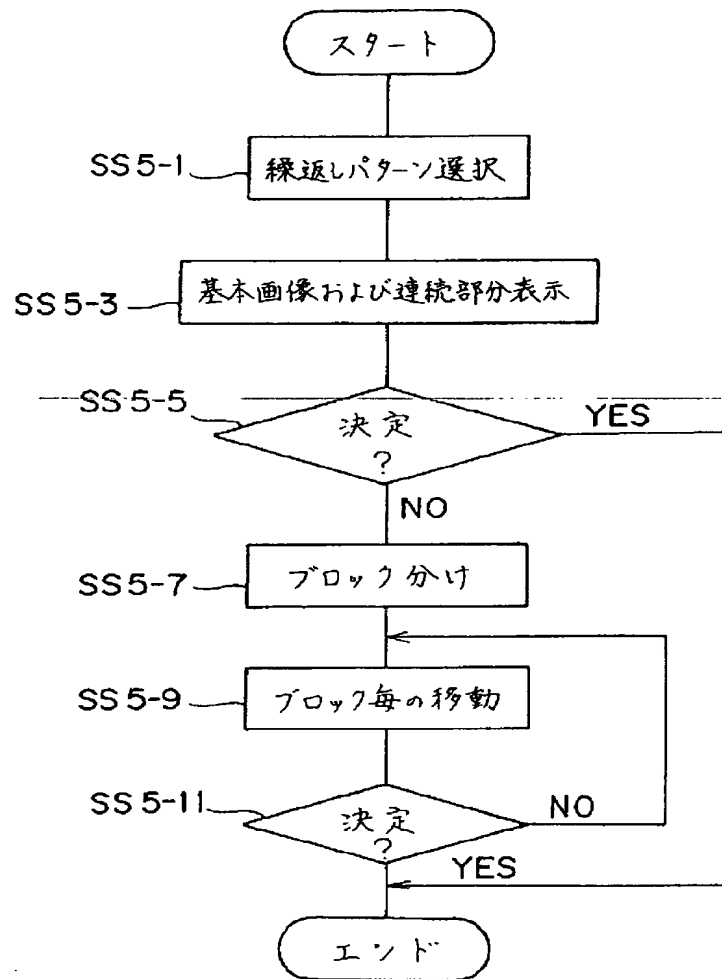 スタート
SS5-1
繰返しパターン選択
SS5-3
基本画像および連続部分表示
SS5-5
決定
?
YES
NO
SS5-7
ブロック分け
SS5-9
ブロック毎の移動
SS5-11
決定
?
NO
YES
エンド